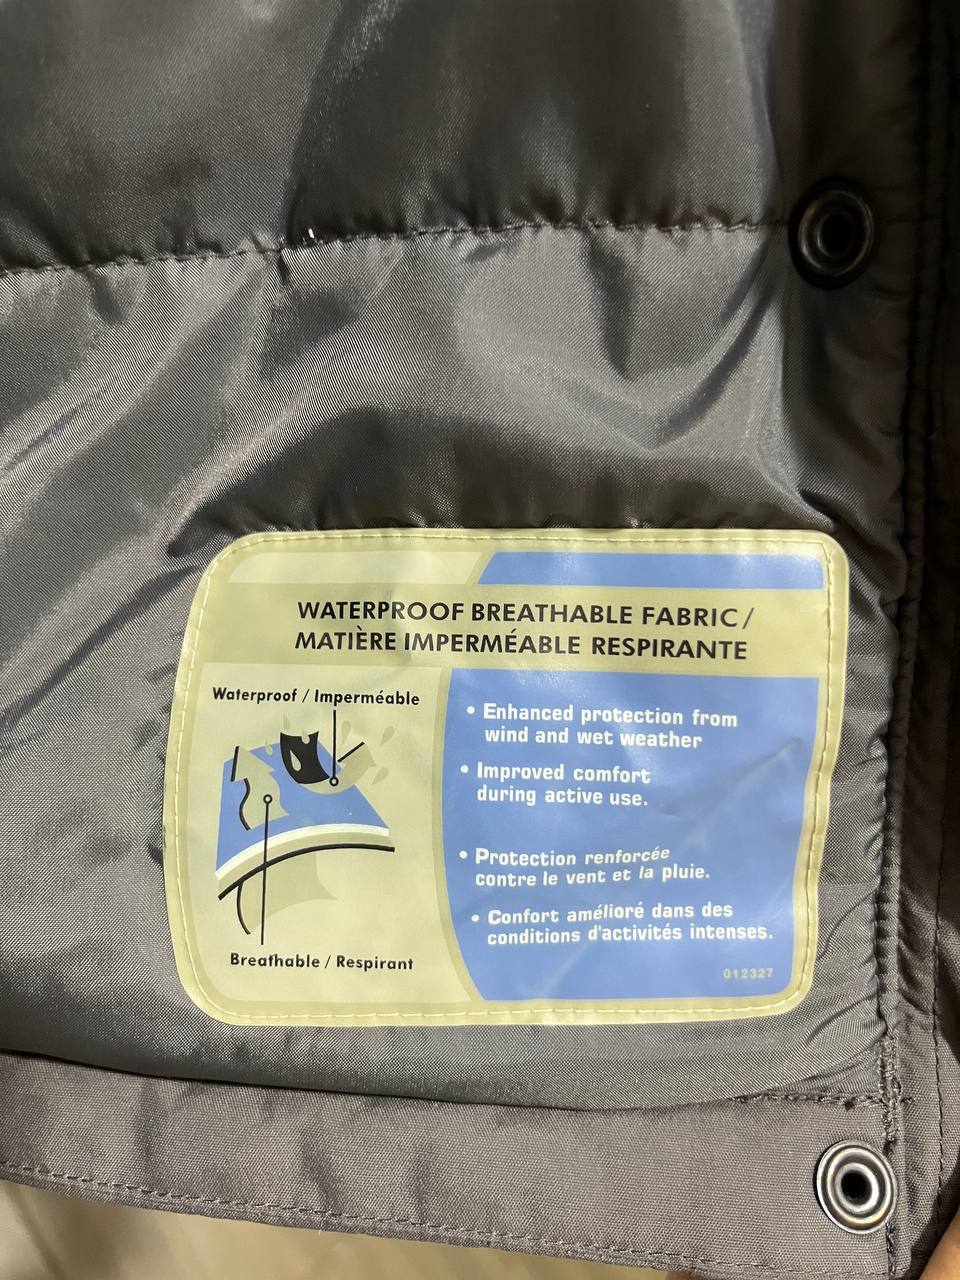 WATERPROOF BREATHABLE FABRIC /
MATIÈRE IMPERMÉABLE RESPIRANTE
Waterproof / Imperméable
Breathable / Respirant
• Enhanced protection from
wind and wet weather
• Improved comfort
during active use.
• Protection renforcée
contre le vent et la pluie.
• Confort amélioré dans des
conditions d'activités intenses.
012327